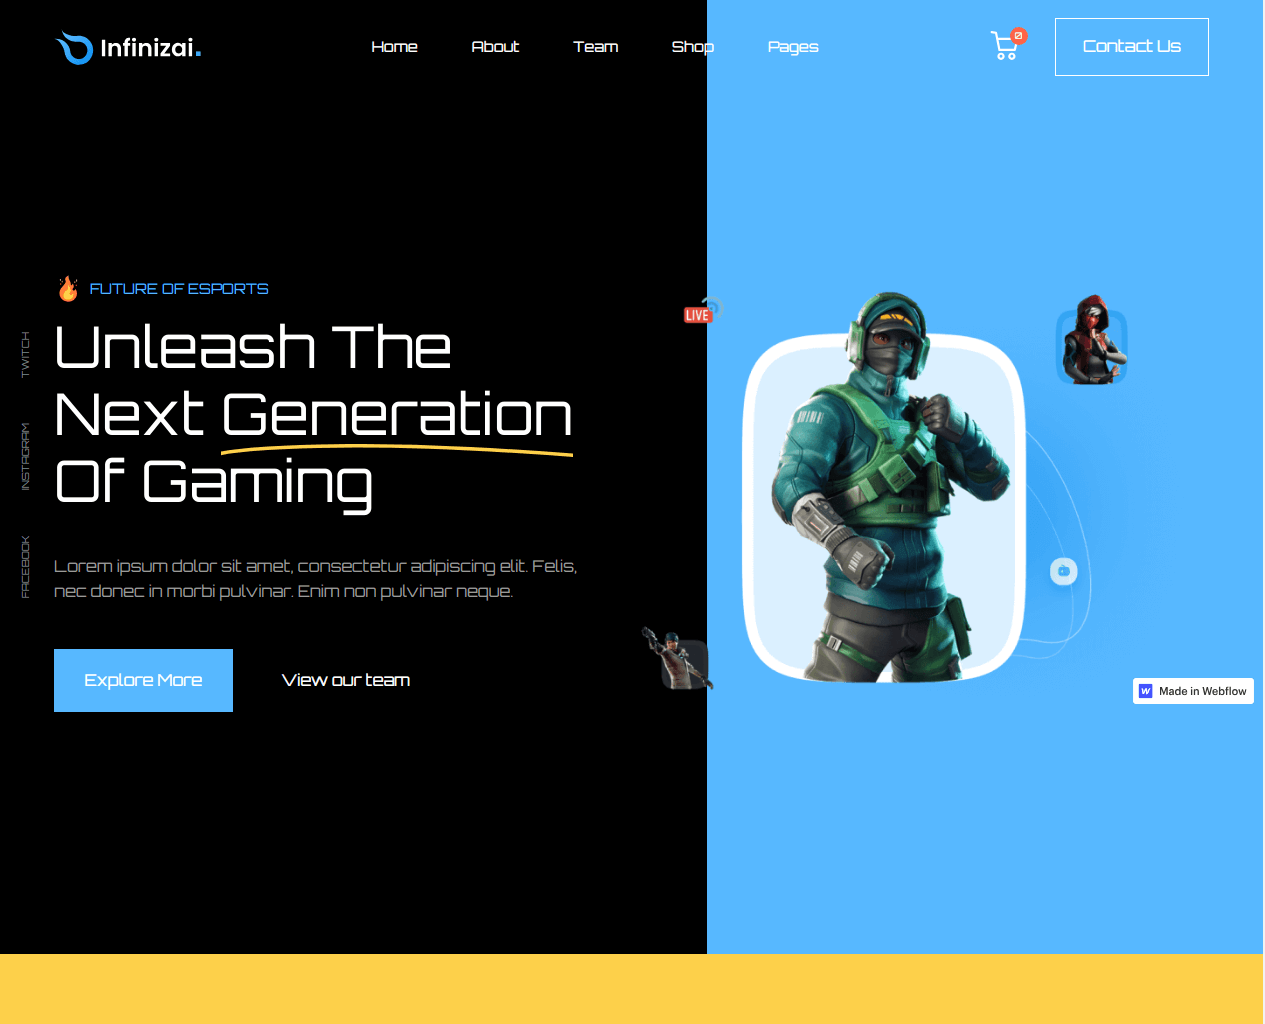 Infinizai.
Home
About
Team
Shop
Pages
0
Contact Us
FUTURE OF ESPORTS
Unleash The
Next Generation
Of Gaming
TWITCH
INSTAGRAM
FACEBOOK
LIVE
Lorem ipsum dolor sit amet, consectetur adipiscing elit. Felis,
nec donec in morbi pulvinar. Enim non pulvinar neque.
Explore More
View our team
Made in Webflow